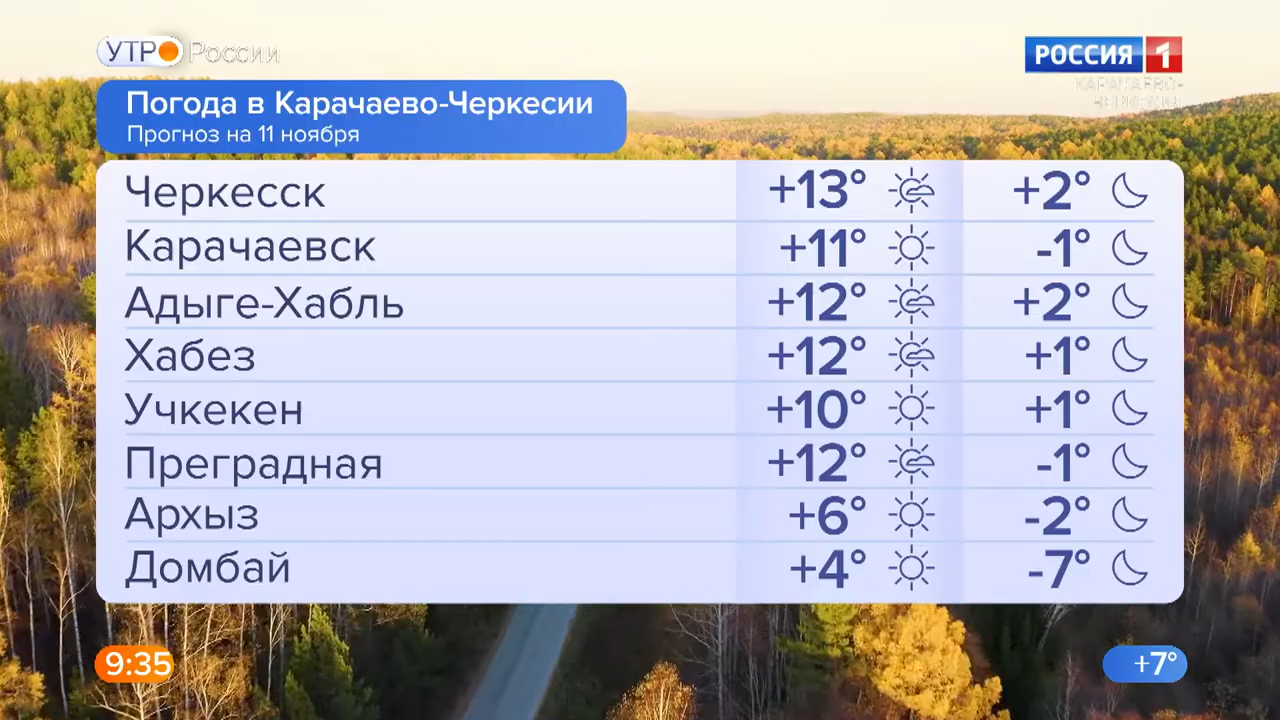 УТРО России
РОССИЯ 1
КАРАЧАЕВО-
ЧЕРКЕСИЯ
Погода в Карачаево-Черкесии
Прогноз на 11 ноября
Черкесск +13° +2°
Карачаевск +11° -1°
Адыге-Хабль +12° +2°
Хабез +12° +1°
Учкекен +10° +1°
Преградная +12° -1°
Архыз +6° -2°
Домбай +4° -7°
9:35 +7°